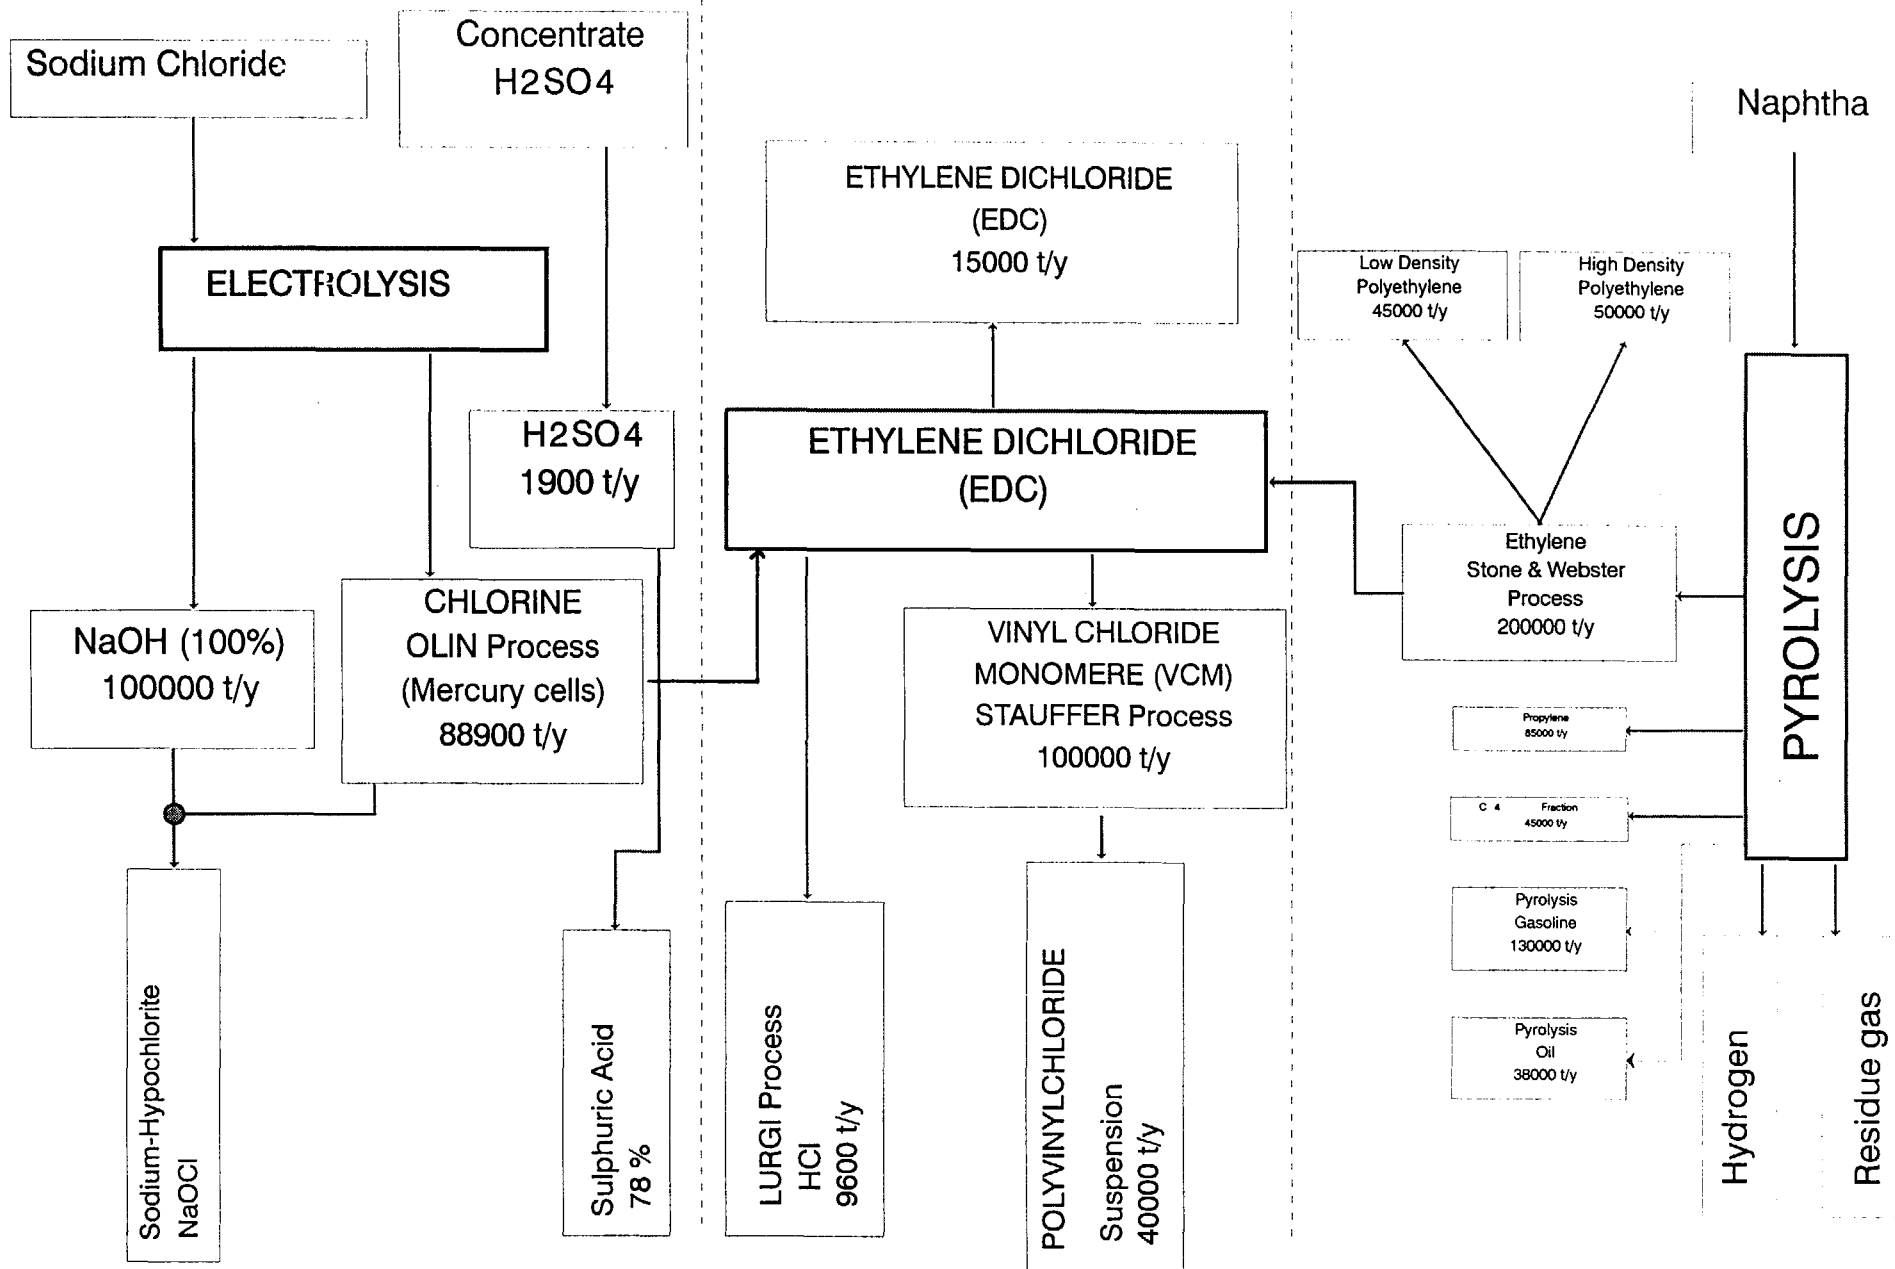 Sodium Chloride
Concentrate
H2SO4
ELECTROLYSIS
H2SO4
1900 t/y
NaOH (100%)
100000 t/y
CHLORINE
OLIN Process
(Mercury cells)
88900 t/y
Sodium-Hypochlorite
NaOCl
Sulphuric Acid
78 %
ETHYLENE DICHLORIDE
(EDC)
15000 t/y
ETHYLENE DICHLORIDE
(EDC)
VINYL CHLORIDE
MONOMERE (VCM)
STAUFFER Process
100000 t/y
LURGI Process
HCl
9600 t/y
POLYVINYLCHLORIDE
Suspension
40000 t/y
Naphtha
Low Density
Polyethylene
45000 t/y
High Density
Polyethylene
50000 t/y
PYROLYSIS
Ethylene
Stone & Webster
Process
200000 t/y
Propylene
85000 t/y
C 4 Fraction
45000 t/y
Pyrolysis
Gasoline
130000 t/y
Pyrolysis
Oil
38000 t/y
Hydrogen
Residue gas